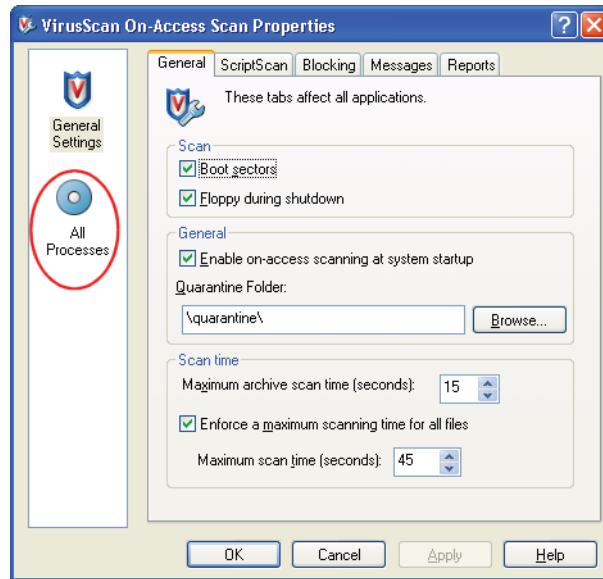 VirusScan On-Access Scan Properties
General
Settings
All
Processes
General ScriptScan Blocking Messages Reports
These tabs affect all applications.
Scan
Boot sectors
Floppy during shutdown
General
Enable on-access scanning at system startup
Quarantine Folder:
\quarantine\
Browse...
Scan time
Maximum archive scan time (seconds): 15
Enforce a maximum scanning time for all files
Maximum scan time (seconds): 45
OK Cancel Apply Help